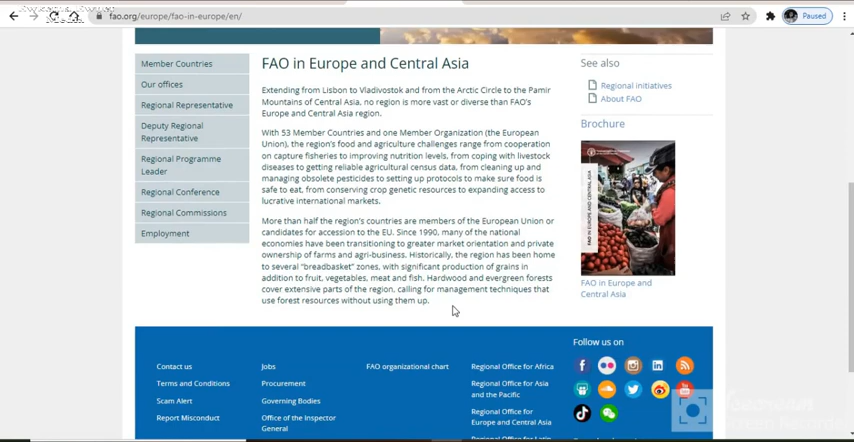 fao.org/europe/fao-in-europe/en/
Paused
Member Countries
Our offices
Regional Representative
Deputy Regional
Representative
Regional Programme
Leader
Regional Conference
Regional Commissions
Employment
FAO in Europe and Central Asia
Extending from Lisbon to Vladivostock and from the Arctic Circle to the Pamir
Mountains of Central Asia, no region is more vast or diverse than FAO's
Europe and Central Asia region.
With 53 Member Countries and one Member Organization (the European
Union), the region's food and agriculture challenges range from cooperation
on capture fisheries to improving nutrition levels, from coping with livestock
diseases to getting reliable agricultural census data, from cleaning up and
managing obsolete pesticides to setting up protocols to make sure food is
safe to eat, from conserving crop genetic resources to expanding access to
lucrative international markets.
More than half the region's countries are members of the European Union or
candidates for accession to the EU. Since 1990, many of the national
economies have been transitioning to greater market orientation and private
ownership of farms and agri-business. Historically, the region has been home
to several "breadbasket" zones, with significant production of grains in
addition to fruit, vegetables, meat and fish. Hardwood and evergreen forests
cover extensive parts of the region, calling for management techniques that
use forest resources without using them up.
See also
Regional initiatives
About FAO
Brochure
FAO IN EUROPE AND CENTRAL ASIA
FAO in Europe and
Central Asia
Contact us
Terms and Conditions
Scam Alert
Report Misconduct
Jobs
Procurement
Governing Bodies
Office of the Inspector
General
FAO organizational chart
Regional Office for Africa
Regional Office for Asia
and the Pacific
Regional Office for
Europe and Central Asia
Follow us on